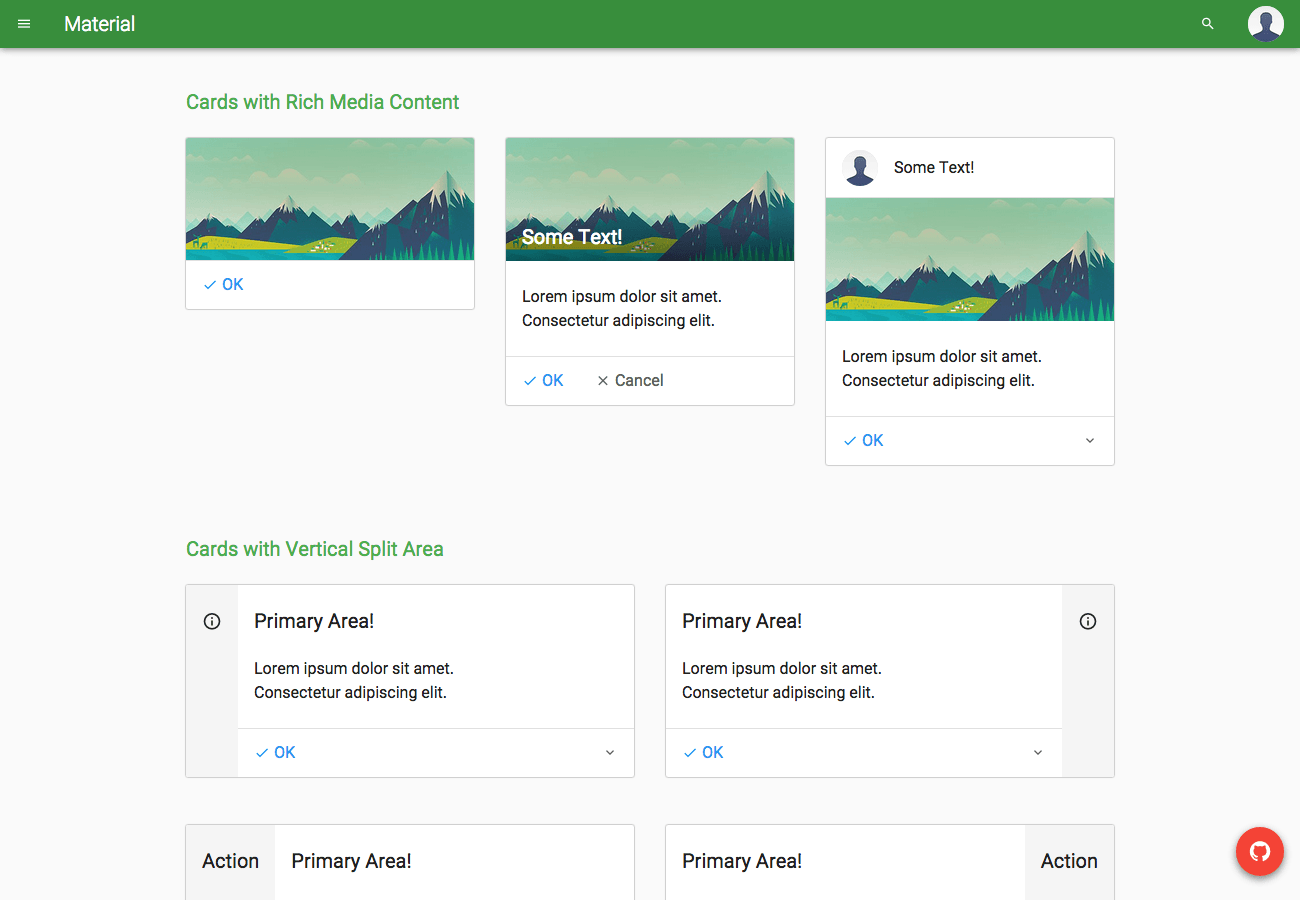 Material
Cards with Rich Media Content
OK
Some Text!
Lorem ipsum dolor sit amet.
Consectetur adipiscing elit.
OK Cancel
Some Text!
Lorem ipsum dolor sit amet.
Consectetur adipiscing elit.
OK
Cards with Vertical Split Area
Primary Area!
Lorem ipsum dolor sit amet.
Consectetur adipiscing elit.
OK
Primary Area!
Lorem ipsum dolor sit amet.
Consectetur adipiscing elit.
OK
Action Primary Area!
Primary Area! Action